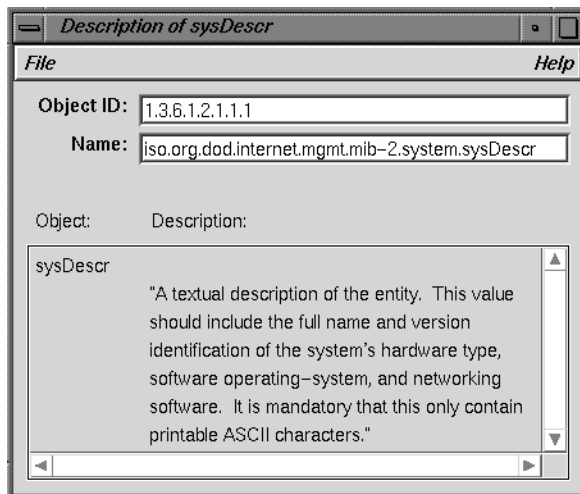 Description of sysDescr
File Help
Object ID: 1.3.6.1.2.1.1.1
Name: iso.org.dod.internet.mgmt.mib-2.system.sysDescr
Object: Description:
sysDescr
"A textual description of the entity. This value
should include the full name and version
identification of the system's hardware type,
software operating-system, and networking
software. It is mandatory that this only contain
printable ASCII characters."